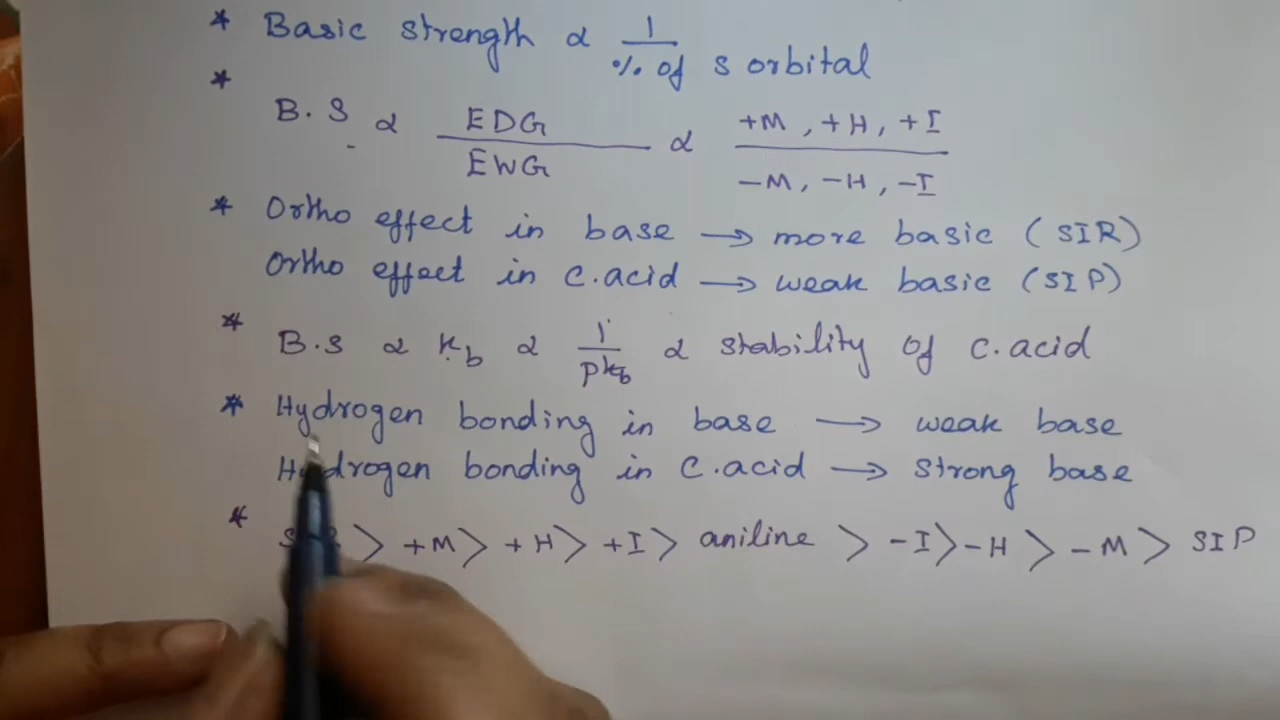 * Basic strength ∝ 1 / % of s orbital
* B.S ∝ EDG / EWG ∝ +M, +H, +I / -M, -H, -I
* Ortho effect in base → more basic (SIR)
Ortho effect in c.acid → weak basic (SIP)
* B.S ∝ Kb ∝ 1 / pKb ∝ stability of c.acid
* Hydrogen bonding in base → weak base
Hydrogen bonding in c.acid → strong base
* > +M > +H > +I > aniline > -I > -H > -M > SIP